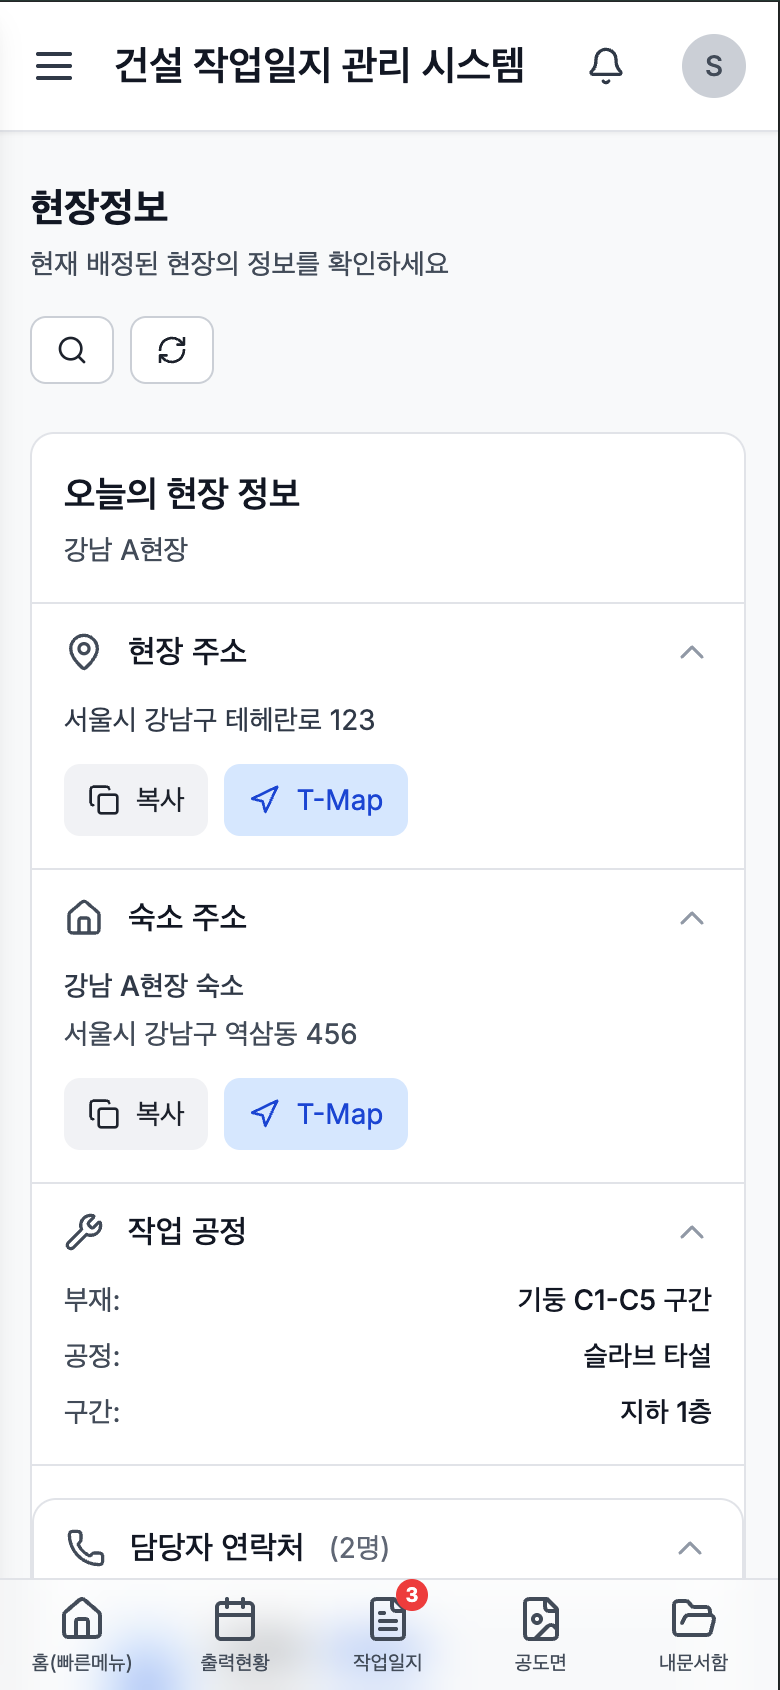 건설 작업일지 관리 시스템
S
현장정보
현재 배정된 현장의 정보를 확인하세요
오늘의 현장 정보
강남 A현장
현장 주소
서울시 강남구 테헤란로 123
복사
T-Map
숙소 주소
강남 A현장 숙소
서울시 강남구 역삼동 456
복사
T-Map
작업 공정
부재: 기둥 C1-C5 구간
공정: 슬라브 타설
구간: 지하 1층
담당자 연락처 (2명)
3
홈(빠른메뉴)
출력현황
작업일지
공도면
내문서함